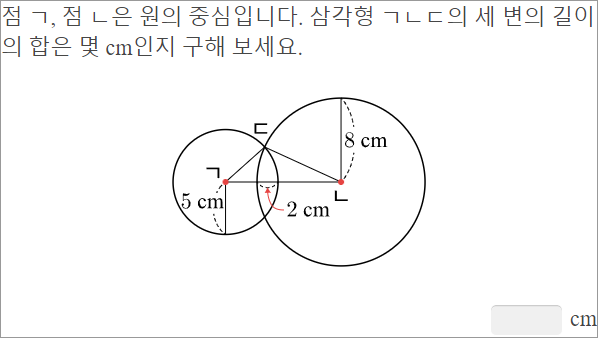 점 ㄱ, 점 ㄴ은 원의 중심입니다. 삼각형 ㄱㄴㄷ의 세 변의 길이
의 합은 몇 cm인지 구해 보세요.
ㄷ
8 cm
ㄱ
5 cm
ㄴ
2 cm
cm